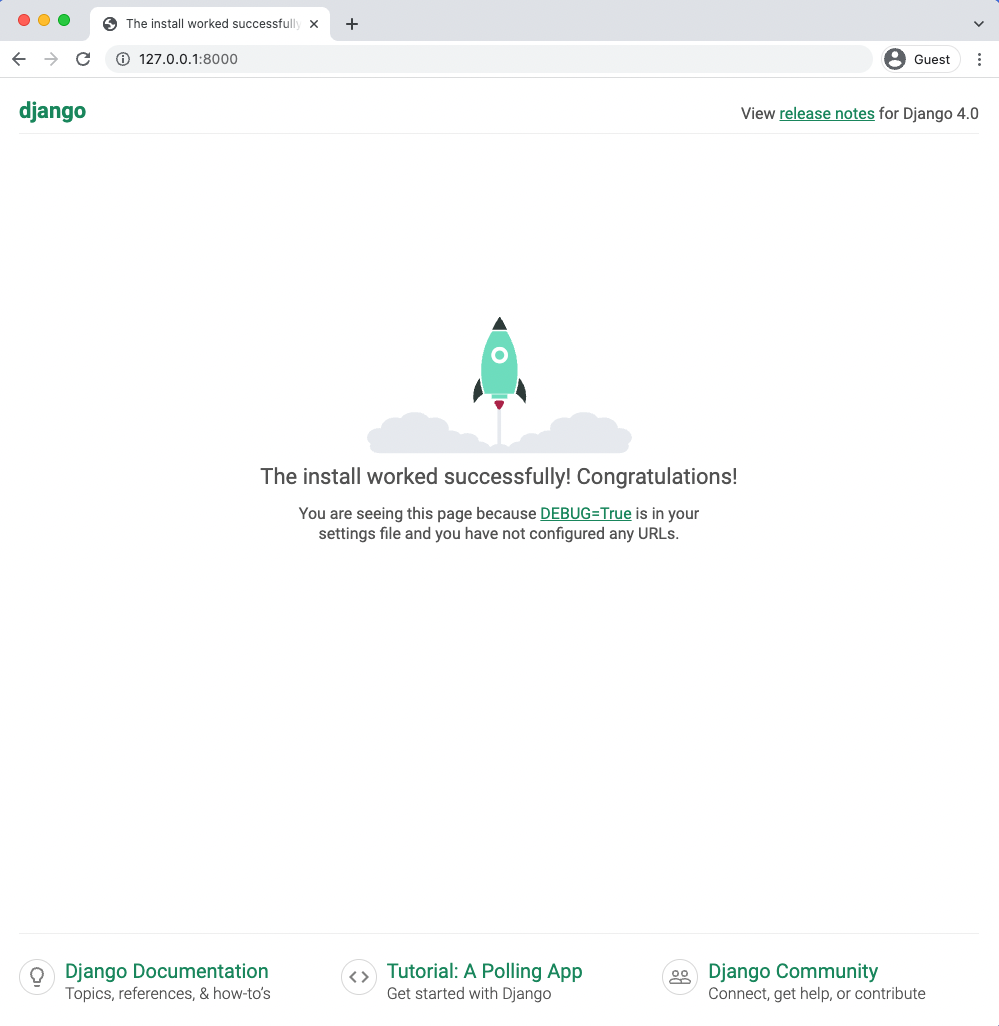 The install worked successfully
127.0.0.1:8000
Guest
django
View release notes for Django 4.0
The install worked successfully! Congratulations!
You are seeing this page because DEBUG=True is in your
settings file and you have not configured any URLs.
Django Documentation
Topics, references, & how-to’s
Tutorial: A Polling App
Get started with Django
Django Community
Connect, get help, or contribute